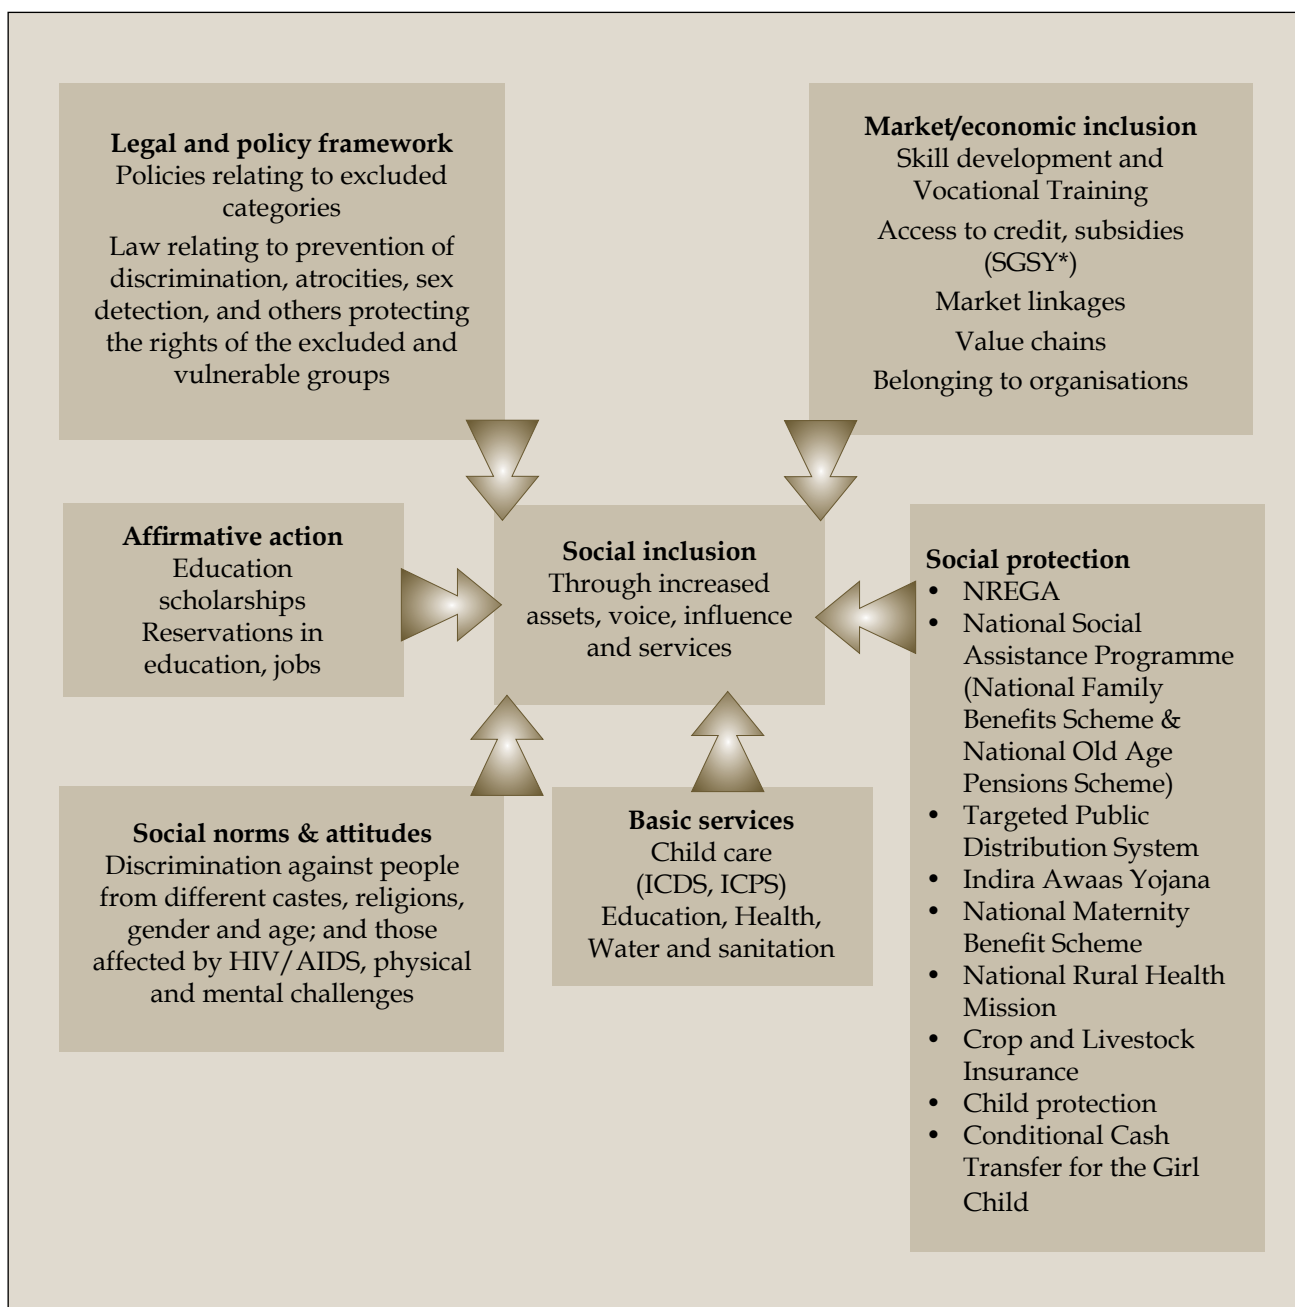 Legal and policy framework
Policies relating to excluded
categories
Law relating to prevention of
discrimination, atrocities, sex
detection, and others protecting
the rights of the excluded and
vulnerable groups
Market/economic inclusion
Skill development and
Vocational Training
Access to credit, subsidies
(SGSY*)
Market linkages
Value chains
Belonging to organisations
Affirmative action
Education
scholarships
Reservations in
education, jobs
Social inclusion
Through increased
assets, voice, influence
and services
Social protection
• NREGA
• National Social
Assistance Programme
(National Family
Benefits Scheme &
National Old Age
Pensions Scheme)
• Targeted Public
Distribution System
• Indira Awaas Yojana
• National Maternity
Benefit Scheme
• National Rural Health
Mission
• Crop and Livestock
Insurance
• Child protection
• Conditional Cash
Transfer for the Girl
Child
Social norms & attitudes
Discrimination against people
from different castes, religions,
gender and age; and those
affected by HIV/AIDS, physical
and mental challenges
Basic services
Child care
(ICDS, ICPS)
Education, Health,
Water and sanitation